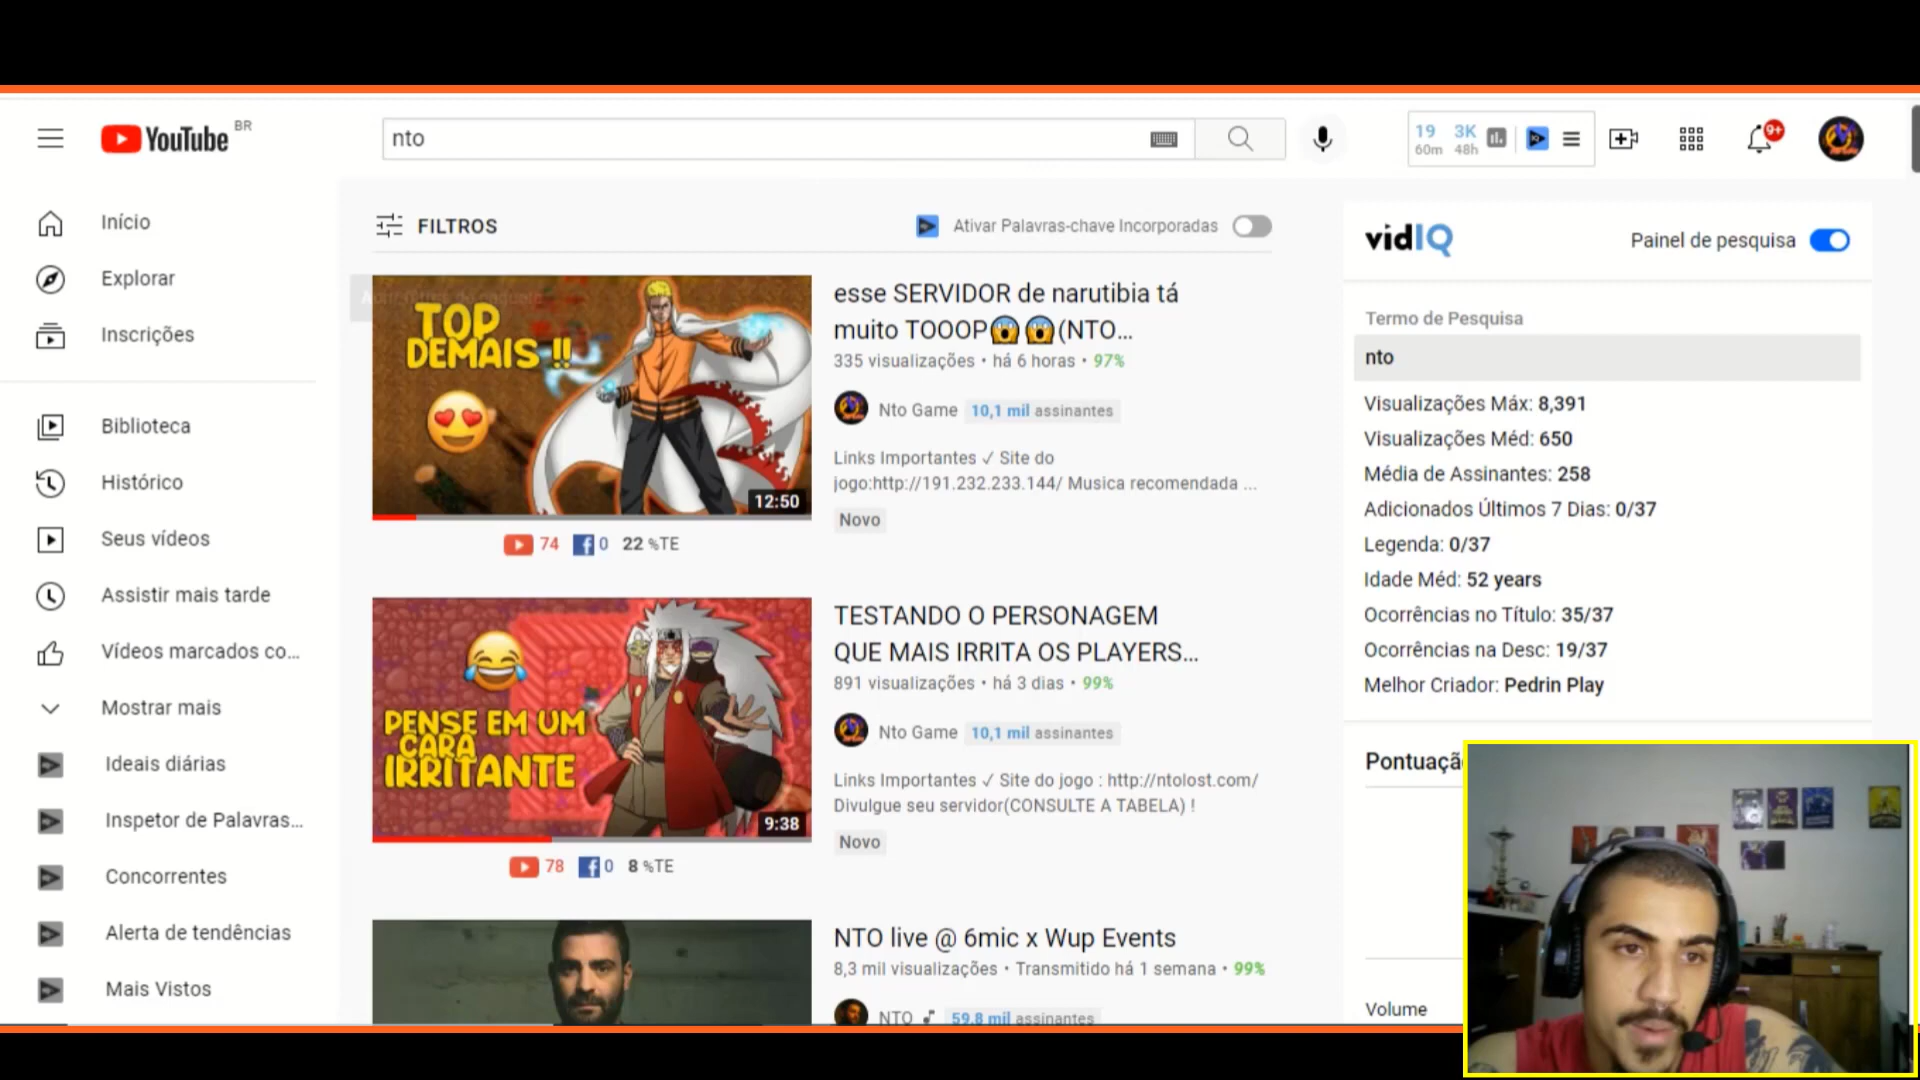 YouTube BR
nto
19 3K
60m 48h
9+
Início
Explorar
Inscrições
Biblioteca
Histórico
Seus vídeos
Assistir mais tarde
Vídeos marcados co...
Mostrar mais
Ideais diárias
Inspetor de Palavras...
Concorrentes
Alerta de tendências
Mais Vistos
FILTROS
Ativar Palavras-chave Incorporadas
TOP
DEMAIS !!
12:50
74 0 22 %TE
esse SERVIDOR de narutibia tá
muito TOOOP😱😱(NTO...
335 visualizações • há 6 horas • 97%
Nto Game 10,1 mil assinantes
Links Importantes ✓ Site do
jogo:http://191.232.233.144/ Musica recomendada ...
Novo
PENSE EM UM
CARA
IRRITANTE
9:38
78 0 8 %TE
TESTANDO O PERSONAGEM
QUE MAIS IRRITA OS PLAYERS...
891 visualizações • há 3 dias • 99%
Nto Game 10,1 mil assinantes
Links Importantes ✓ Site do jogo : http://ntolost.com/
Divulgue seu servidor(CONSULTE A TABELA) !
Novo
NTO live @ 6mic x Wup Events
8,3 mil visualizações • Transmitido há 1 semana • 99%
NTO 59,8 mil assinantes
vidIQ
Painel de pesquisa
Termo de Pesquisa
nto
Visualizações Máx: 8,391
Visualizações Méd: 650
Média de Assinantes: 258
Adicionados Últimos 7 Dias: 0/37
Legenda: 0/37
Idade Méd: 52 years
Ocorrências no Título: 35/37
Ocorrências na Desc: 19/37
Melhor Criador: Pedrin Play
Pontuaçã
Volume